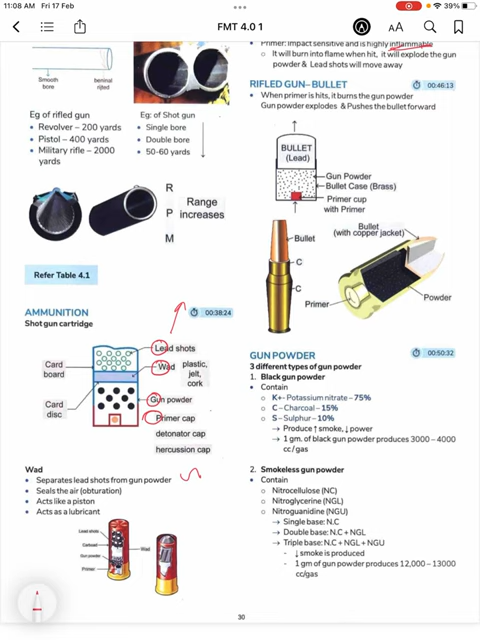 11:08 AM Fri 17 Feb
39%
FMT 4.0 1
AA
Smooth
bore
beninal
rijted
Eg of rifled gun
• Revolver – 200 yards
• Pistol – 400 yards
• Military rifle – 2000
yards
Eg: of Shot gun
• Single bore
• Double bore
• 50-60 yards
R
P
M
Range
increases
Refer Table 4.1
AMMUNITION
00:38:24
Shot gun cartridge
Card
board
Card
disc
Lead shots
Wad
plastic,
jelt,
cork
Gun powder
Primer cap
detonator cap
hercussion cap
Wad
• Separates lead shots from gun powder
• Seals the air (obturation)
• Acts like a piston
• Acts as a lubricant
Lead shots
Cardboard
Gun powder
Primer
Wad
• Primer: Impact sensitive and is highly inflammable
○ It will burn into flame when hit, it will explode the gun
powder & Lead shots will move away
RIFLED GUN– BULLET
00:46:13
• When primer is hits, it burns the gun powder
Gun powder explodes & Pushes the bullet forward
BULLET
(Lead)
Gun Powder
Bullet Case (Brass)
Primer cup
with Primer
Bullet
C
C
Bullet
(with copper jacket)
Primer
Powder
GUN POWDER
00:50:32
3 different types of gun powder
1. Black gun powder
• Contain
○ K+- Potassium nitrate – 75%
○ C – Charcoal – 15%
○ S – Sulphur – 10%
→ Produce ↑ smoke, ↓ power
→ 1 gm. of black gun powder produces 3000 – 4000
cc/gas
2. Smokeless gun powder
• Contain
○ Nitrocellulose (NC)
○ Nitroglycerine (NGL)
○ Nitroguanidine (NGU)
→ Single base: N.C
→ Double base: N.C + NGL
→ Triple base: N.C + NGL + NGU
- ↓ smoke is produced
- 1 gm of gun powder produces 12,000 – 13000
cc/gas
30